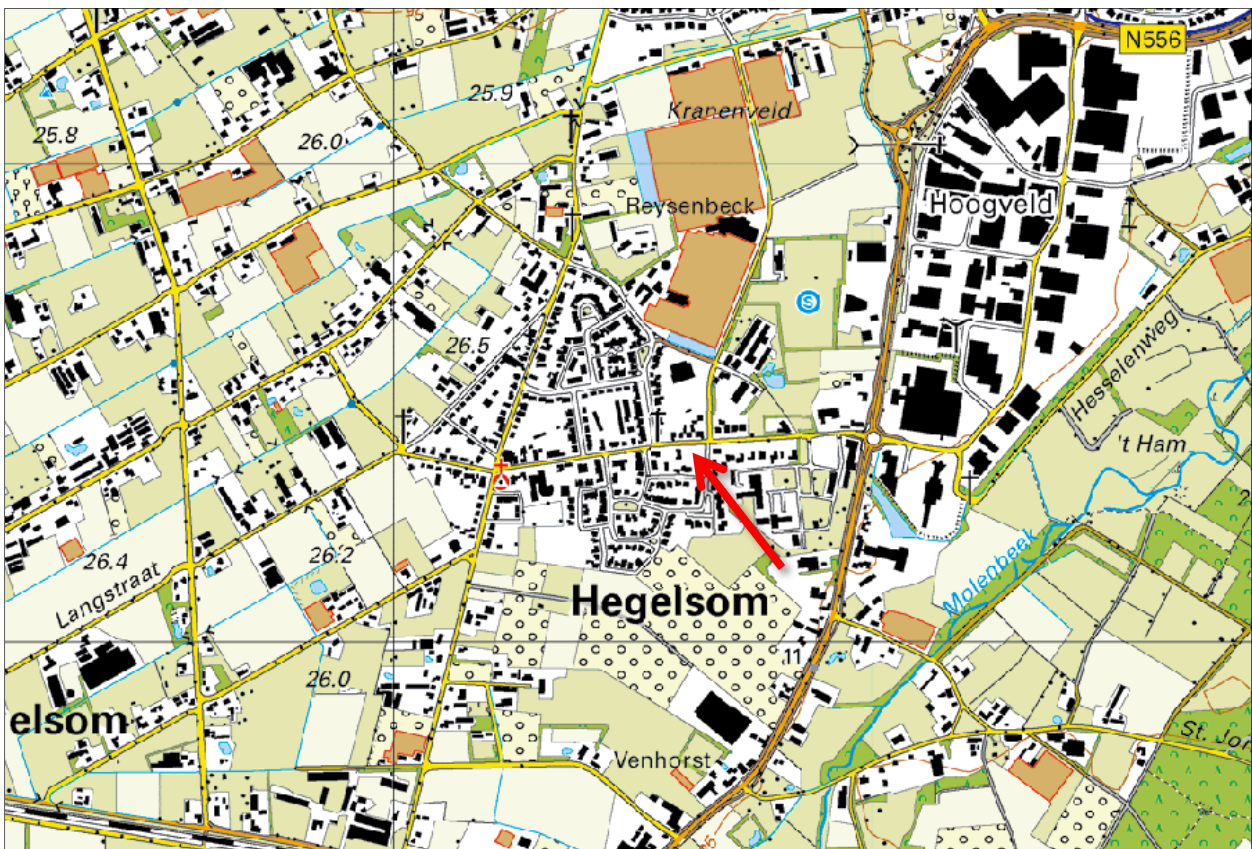 N556
25.9
Kranenveld
25.8
26.0
Reysenbeck
Hoogveld
S
26.5
Hesselenweg
't Ham
26.4
26.2
Langstraat
Molenbeek
Hegelsom
11
26.0
elsom
St. Jor
Venhorst